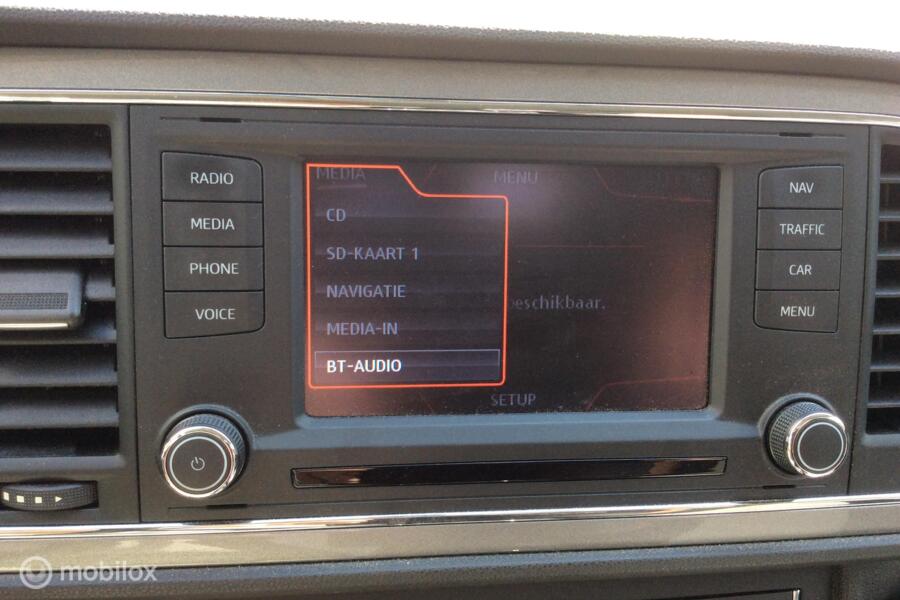 RADIO
MEDIA
PHONE
VOICE
MEDIA
MENU
CD
SD-KAART 1
NAVIGATIE
MEDIA-IN
BT-AUDIO
beschikbaar.
SETUP
NAV
TRAFFIC
CAR
MENU
mobilox